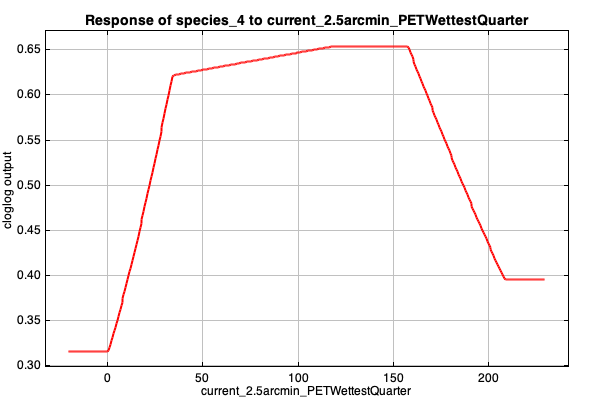 Response of species_4 to current_2.5arcmin_PETWettestQuarter
cloglog output
0.65
0.60
0.55
0.50
0.45
0.40
0.35
0.30
0 50 100 150 200
current_2.5arcmin_PETWettestQuarter